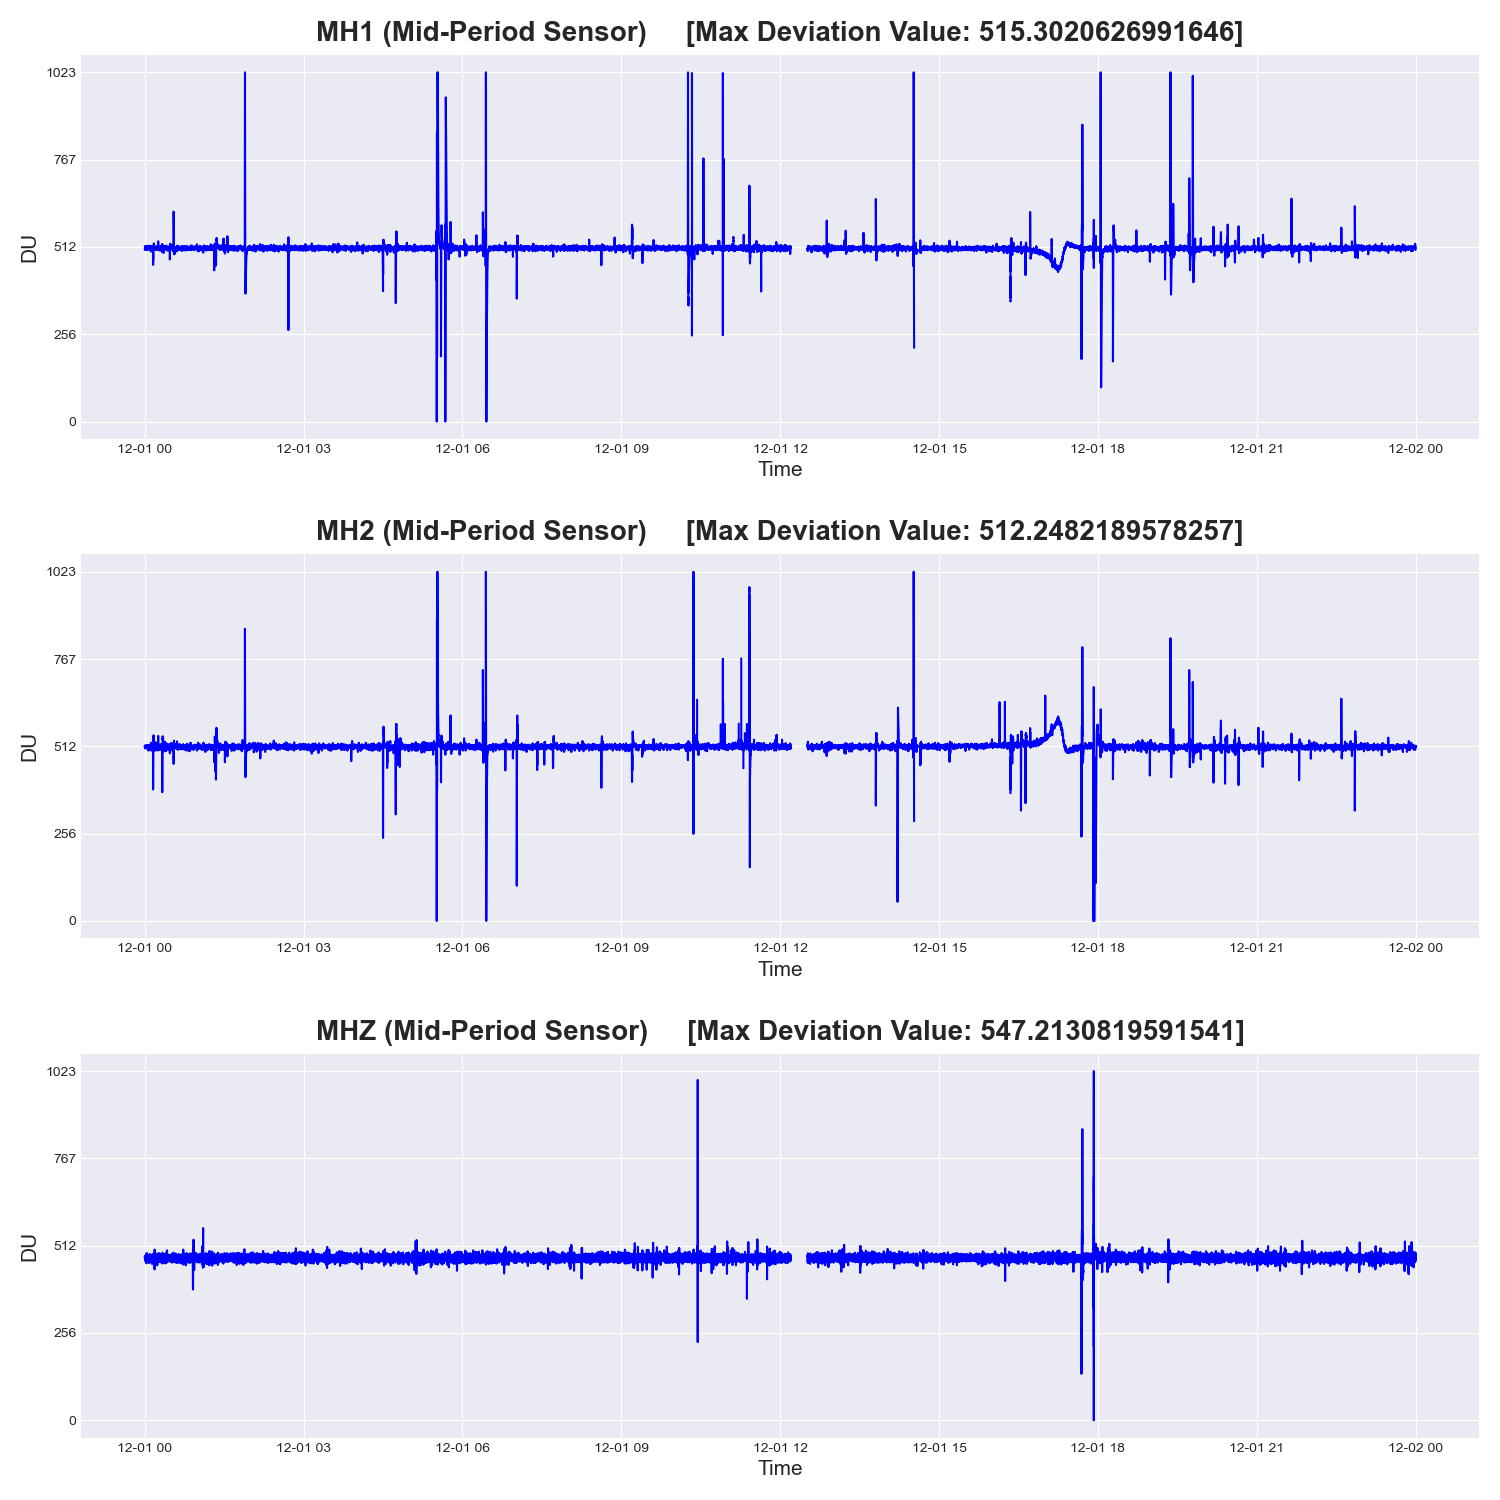 MH1 (Mid-Period Sensor) [Max Deviation Value: 515.3020626991646]
1023
767
512
256
0
DU
12-01 00 12-01 03 12-01 06 12-01 09 12-01 12 12-01 15 12-01 18 12-01 21 12-02 00
Time
MH2 (Mid-Period Sensor) [Max Deviation Value: 512.2482189578257]
1023
767
512
256
0
DU
12-01 00 12-01 03 12-01 06 12-01 09 12-01 12 12-01 15 12-01 18 12-01 21 12-02 00
Time
MHZ (Mid-Period Sensor) [Max Deviation Value: 547.2130819591541]
1023
767
512
256
0
DU
12-01 00 12-01 03 12-01 06 12-01 09 12-01 12 12-01 15 12-01 18 12-01 21 12-02 00
Time